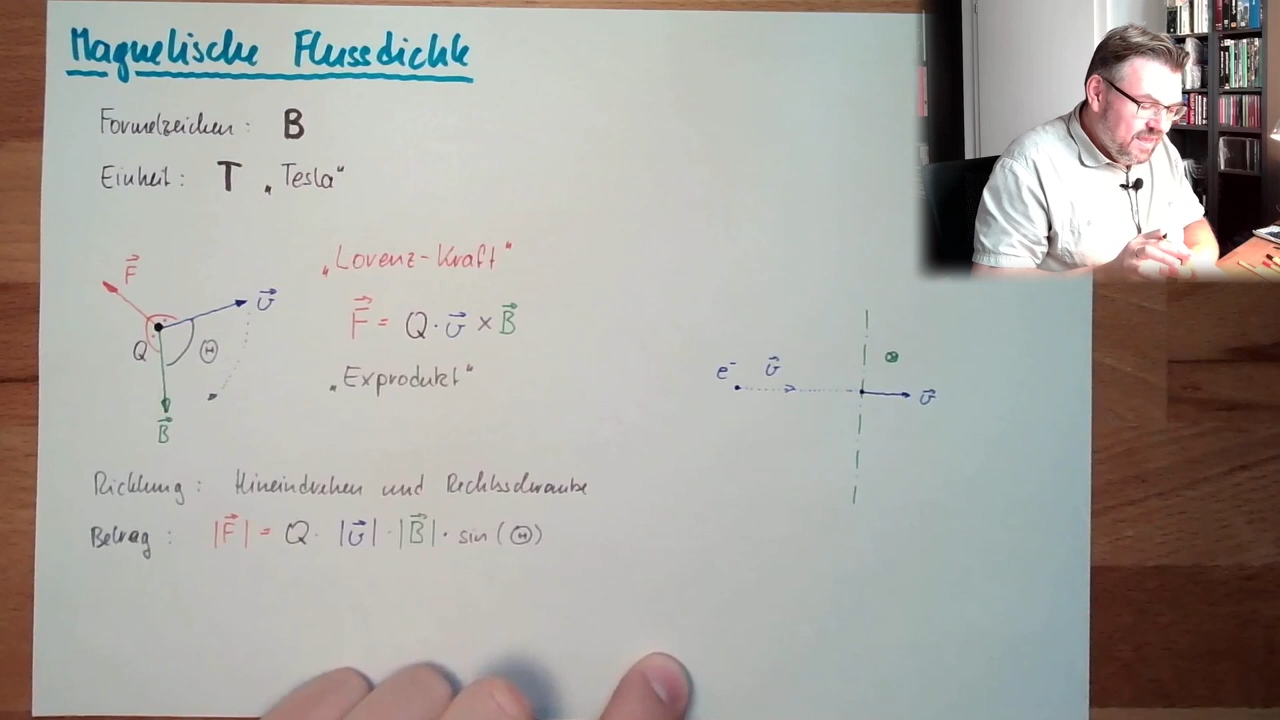 Magnetische Flussdichte
Formelzeichen: B
Einheit: T „Tesla“
F⃗
v⃗
Q
Θ
B⃗
„Lorenz-Kraft“
F⃗ = Q · v⃗ × B⃗
„Exprodukt“
e⁻ v⃗
v⃗
Richtung: Hineindrehen und Rechtsschraube
Betrag: |F⃗| = Q · |v⃗| · |B⃗| · sin(Θ)